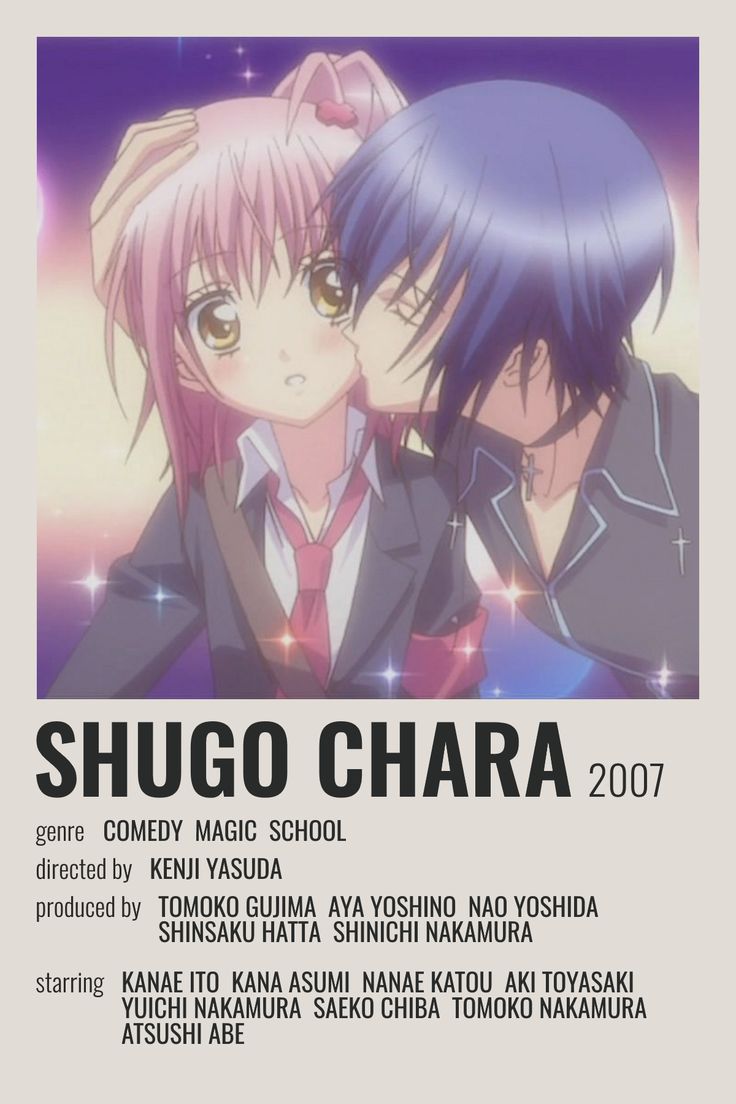 SHUGO CHARA 2007
genre COMEDY MAGIC SCHOOL
directed by KENJI YASUDA
produced by TOMOKO GUJIMA AYA YOSHINO NAO YOSHIDA
SHINSAKU HATTA SHINICHI NAKAMURA
starring KANAE ITO KANA ASUMI NANAE KATOU AKI TOYASAKI
YUICHI NAKAMURA SAEKO CHIBA TOMOKO NAKAMURA
ATSUSHI ABE